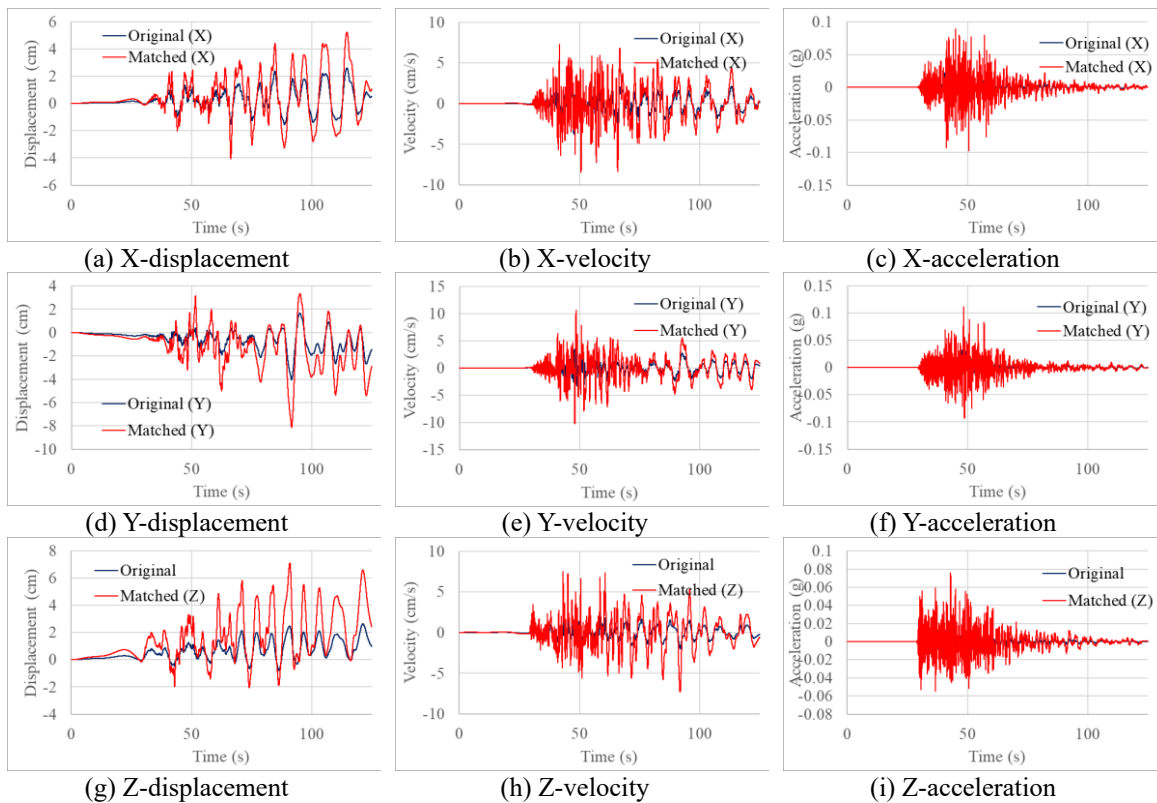 Displacement (cm)
6
4
2
0
-2
-4
6
0
50
100
Time (s)
Original (X)
Matched (X)
(a) X-displacement
Velocity (cm/s)
10
5
0
-5
-10
0
50
100
Time (s)
Original (X)
Matched (X)
(b) X-velocity
Acceleration (g)
0.1
0.05
0
-0.05
-0.1
-0.15
0
50
100
Time (s)
Original (X)
Matched (X)
(c) X-acceleration
Displacement (cm)
4
2
0
-2
-4
-6
-8
-10
0
50
100
Time (s)
Original (Y)
Matched (Y)
(d) Y-displacement
Velocity (cm/s)
15
10
5
0
-5
-10
-15
0
50
100
Time (s)
Original (Y)
Matched (Y)
(e) Y-velocity
Acceleration (g)
0.15
0.1
0.05
0
-0.05
-0.1
-0.15
0
50
100
Time (s)
Original (Y)
Matched (Y)
(f) Y-acceleration
Displacement (cm)
8
6
4
2
0
-2
-4
0
50
100
Time (s)
Original
Matched (Z)
(g) Z-displacement
Velocity (cm/s)
10
5
0
-5
-10
0
50
100
Time (s)
Original
Matched (Z)
(h) Z-velocity
Acceleration (g)
0.1
0.08
0.06
0.04
0.02
0
-0.02
-0.04
-0.06
-0.08
0
50
100
Time (s)
Original
Matched (Z)
(i) Z-acceleration